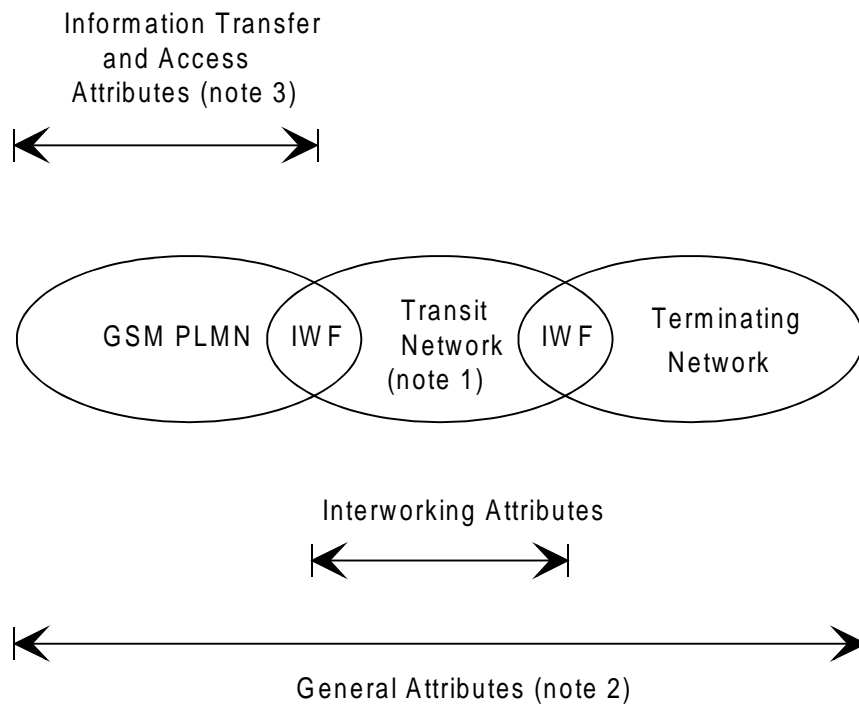 Information Transfer
and Access
Attributes (note 3)
GSM PLMN
IWF
Transit
Network
(note 1)
IWF
Terminating
Network
Interworking Attributes
General Attributes (note 2)